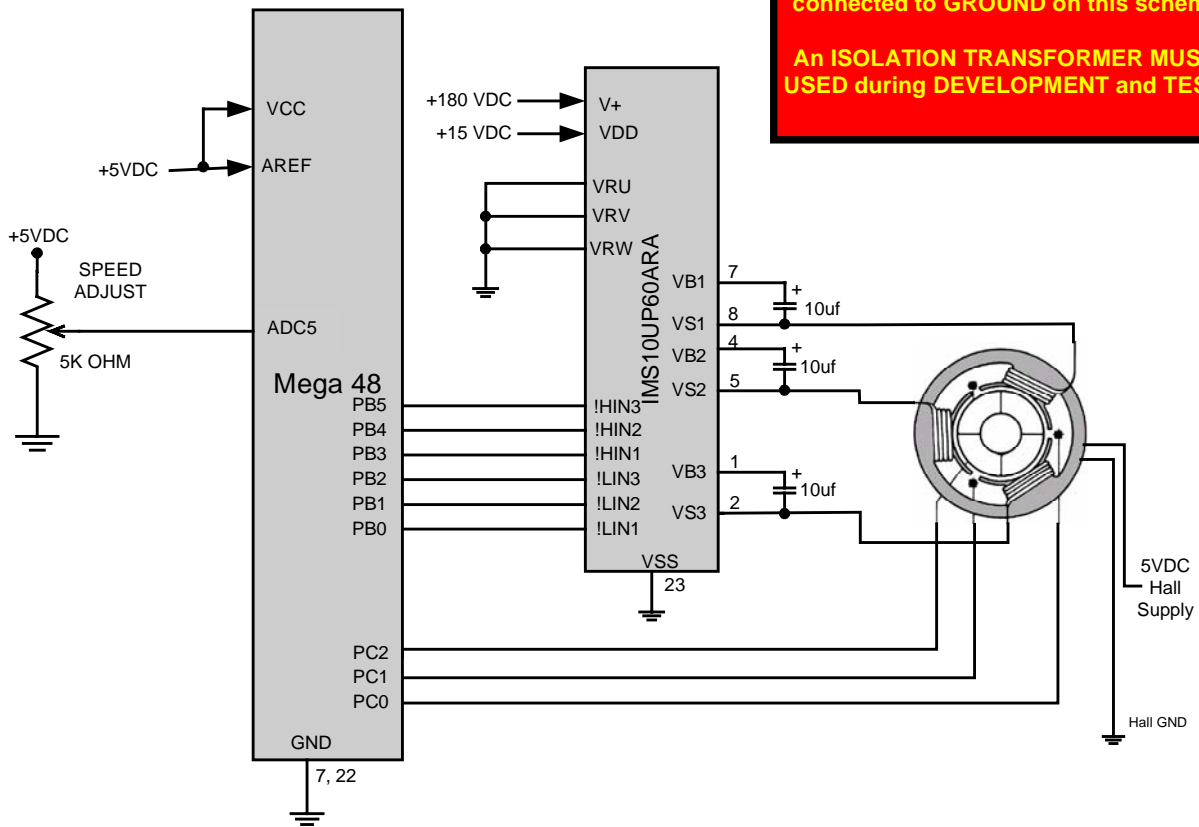 connected to GROUND on this schem
An ISOLATION TRANSFORMER MUS
USED during DEVELOPMENT and TES
+180 VDC
+15 VDC
V+
VDD
VCC
+5VDC
AREF
VRU
VRV
VRW
+5VDC
SPEED
ADJUST
ADC5
5K OHM
Mega 48
IMS10UP60ARA
VB1
7
+
10uf
VS1
8
VB2
4
+
10uf
VS2
5
VB3
1
+
10uf
VS3
2
PB5
!HIN3
PB4
!HIN2
PB3
!HIN1
PB2
!LIN3
PB1
!LIN2
PB0
!LIN1
VSS
23
5VDC
Hall
Supply
PC2
PC1
PC0
Hall GND
GND
7, 22